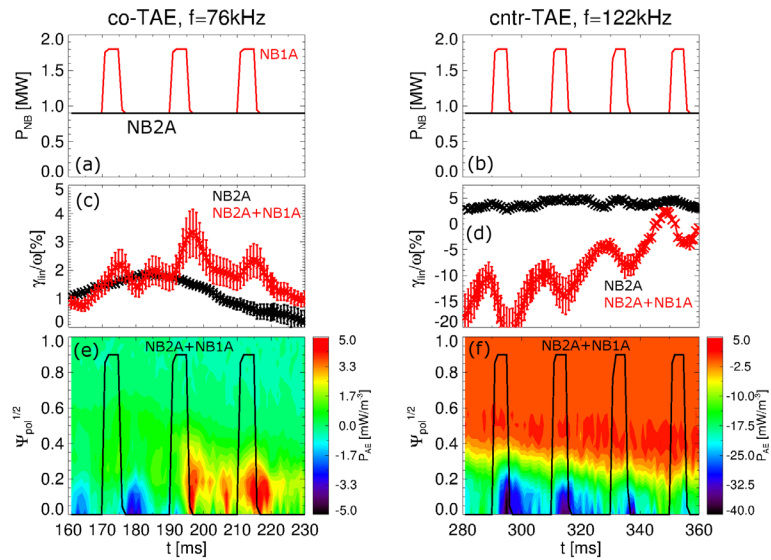 co-TAE, f=76kHz
cntr-TAE, f=122kHz
2.0
1.5
1.0
0.5
0.0
P_NB [MW]
NB1A
NB2A
(a)
2.0
1.5
1.0
0.5
0.0
P_NB [MW]
NB1A
(b)
5
4
3
2
1
0
γ_lin/ω[%]
(c)
NB2A
NB2A+NB1A
5
0
-5
-10
-15
-20
γ_lin/ω[%]
(d)
NB2A
NB2A+NB1A
1.0
0.8
0.6
0.4
0.2
0.0
Ψ_pol^1/2
(e)
NB2A+NB1A
5.0
3.7
1.7
0.0
-1.7
-3.3
-5.0
P_AE [mW/m^-3]
160 170 180 190 200 210 220 230
t [ms]
1.0
0.8
0.6
0.4
0.2
0.0
Ψ_pol^1/2
(f)
NB2A+NB1A
5.0
-2.5
-10.0
-17.5
-25.0
-32.5
-40.0
P_AE [mW/m^-3]
280 300 320 340 360
t [ms]